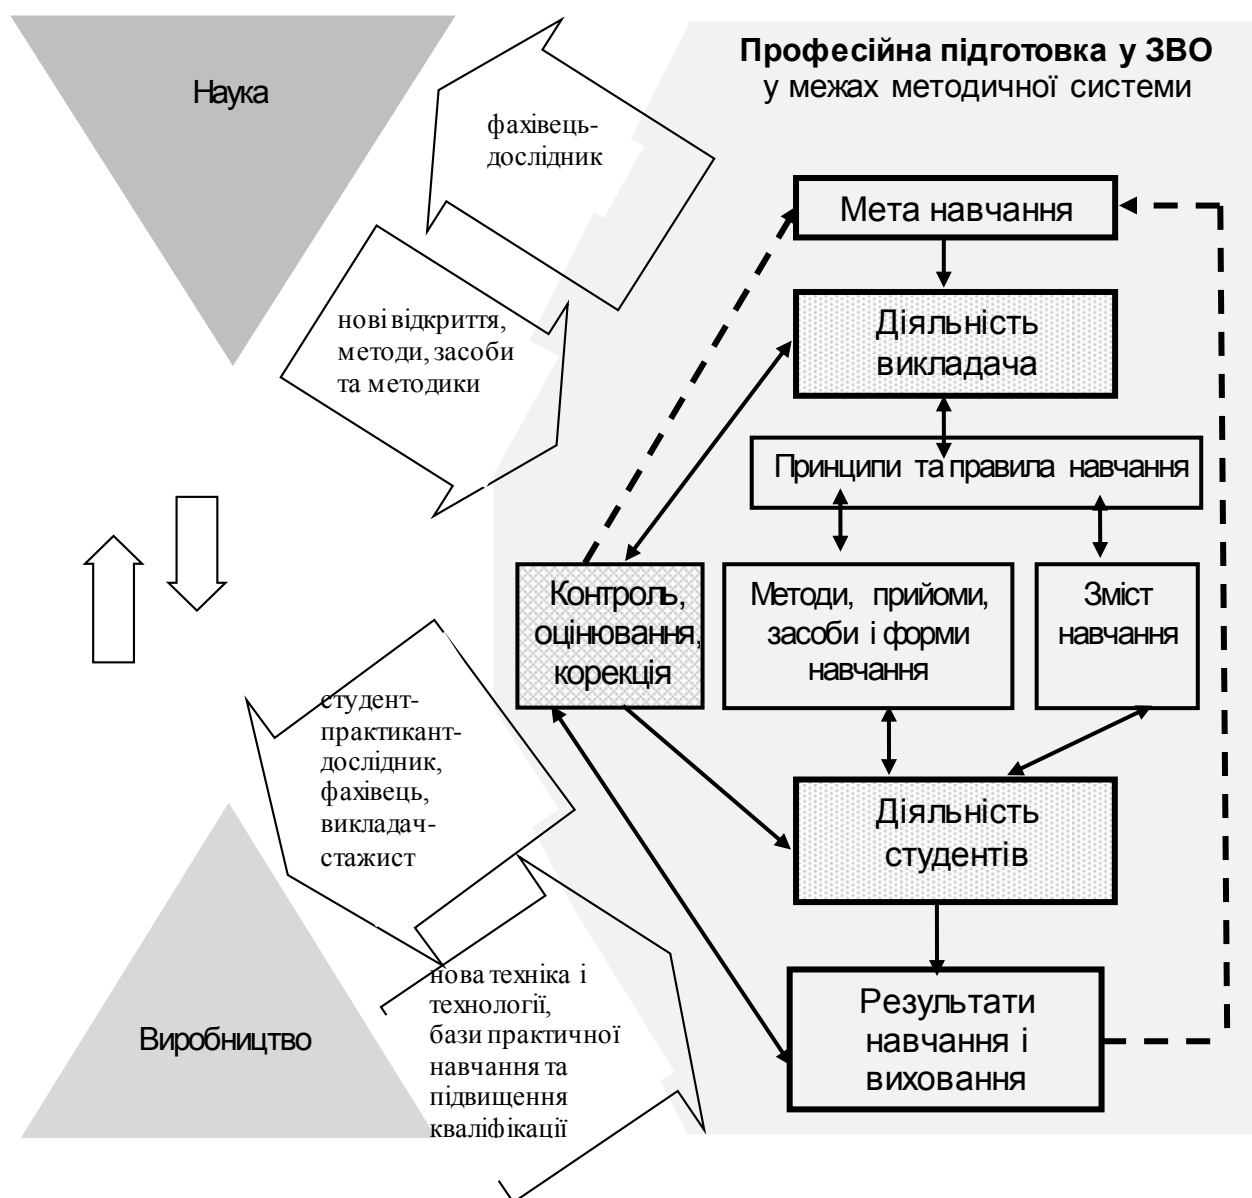 Наука
фахівець-
дослідник
нові відкриття,
методи, засоби
та методики
студент-
практикант-
дослідник,
фахівець,
викладач-
стажист
Виробництво
нова техніка і
технології,
бази практичної
навчання та
підвищення
кваліфікації
Професійна підготовка у ЗВО
у межах методичної системи
Мета навчання
Діяльність
викладача
Принципи та правила навчання
Контроль,
оцінювання,
корекція
Методи, прийоми,
засоби і форми
навчання
Зміст
навчання
Діяльність
студентів
Результати
навчання і
виховання